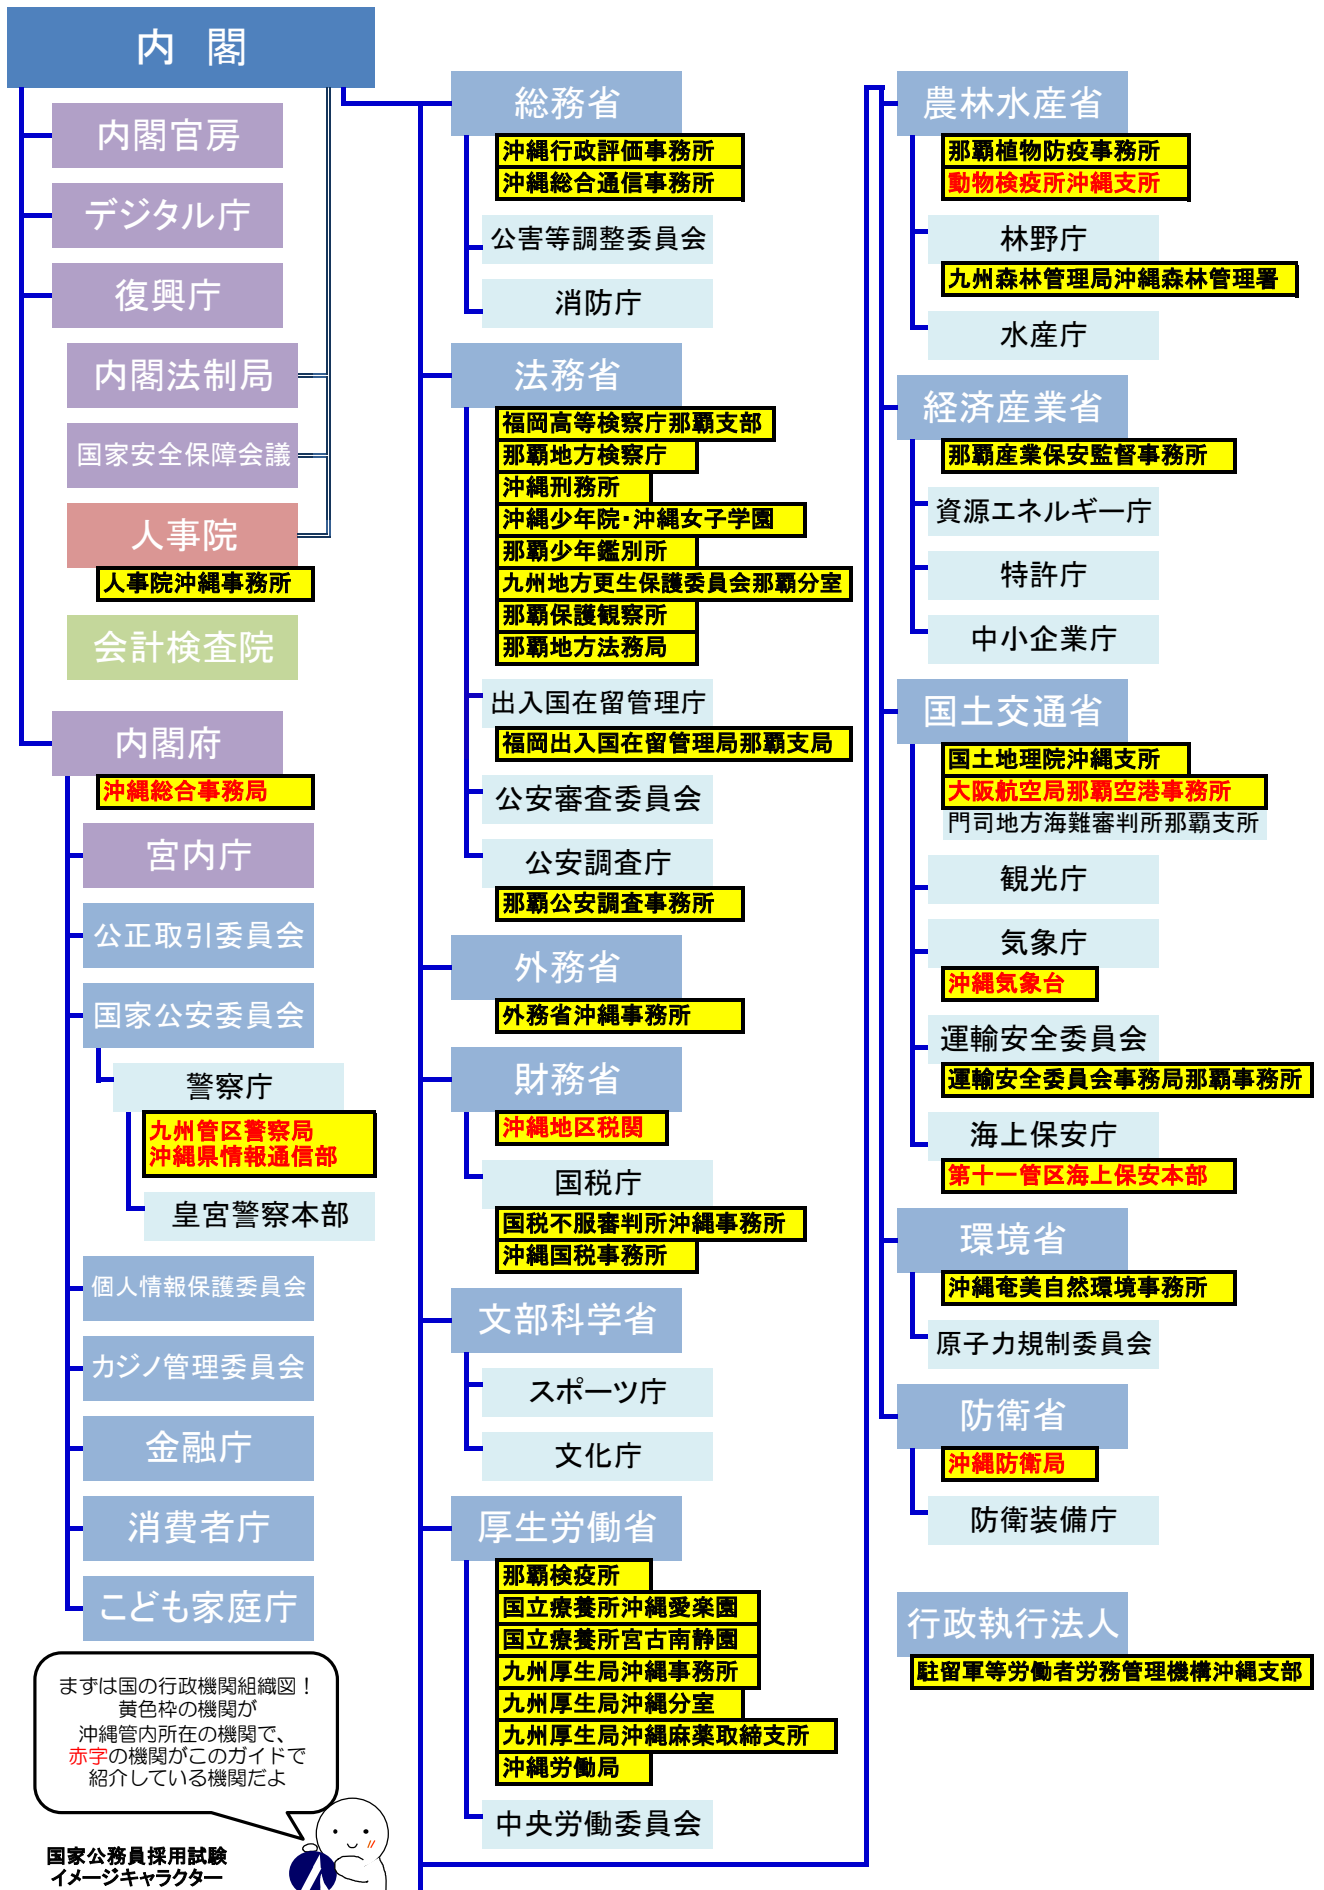 内　閣
内閣官房
デジタル庁
復興庁
内閣法制局
国家安全保障会議
人事院
人事院沖縄事務所
会計検査院
内閣府
沖縄総合事務局
宮内庁
公正取引委員会
国家公安委員会
警察庁
九州管区警察局
沖縄県情報通信部
皇宮警察本部
個人情報保護委員会
カジノ管理委員会
金融庁
消費者庁
こども家庭庁
まずは国の行政機関組織図！
黄色枠の機関が
沖縄管内所在の機関で、
赤字の機関がこのガイドで
紹介している機関だよ
国家公務員採用試験
イメージキャラクター
総務省
沖縄行政評価事務所
沖縄総合通信事務所
公害等調整委員会
消防庁
法務省
福岡高等検察庁那覇支部
那覇地方検察庁
沖縄刑務所
沖縄少年院・沖縄女子学園
那覇少年鑑別所
九州地方更生保護委員会那覇分室
那覇保護観察所
那覇地方法務局
出入国在留管理庁
福岡出入国在留管理局那覇支局
公安審査委員会
公安調査庁
那覇公安調査事務所
外務省
外務省沖縄事務所
財務省
沖縄地区税関
国税庁
国税不服審判所沖縄事務所
沖縄国税事務所
文部科学省
スポーツ庁
文化庁
厚生労働省
那覇検疫所
国立療養所沖縄愛楽園
国立療養所宮古南静園
九州厚生局沖縄事務所
九州厚生局沖縄分室
九州厚生局沖縄麻薬取締支所
沖縄労働局
中央労働委員会
農林水産省
那覇植物防疫事務所
動物検疫所沖縄支所
林野庁
九州森林管理局沖縄森林管理署
水産庁
経済産業省
那覇産業保安監督事務所
資源エネルギー庁
特許庁
中小企業庁
国土交通省
国土地理院沖縄支所
大阪航空局那覇空港事務所
門司地方海難審判所那覇支所
観光庁
気象庁
沖縄気象台
運輸安全委員会
運輸安全委員会事務局那覇事務所
海上保安庁
第十一管区海上保安本部
環境省
沖縄奄美自然環境事務所
原子力規制委員会
防衛省
沖縄防衛局
防衛装備庁
行政執行法人
駐留軍等労働者労務管理機構沖縄支部